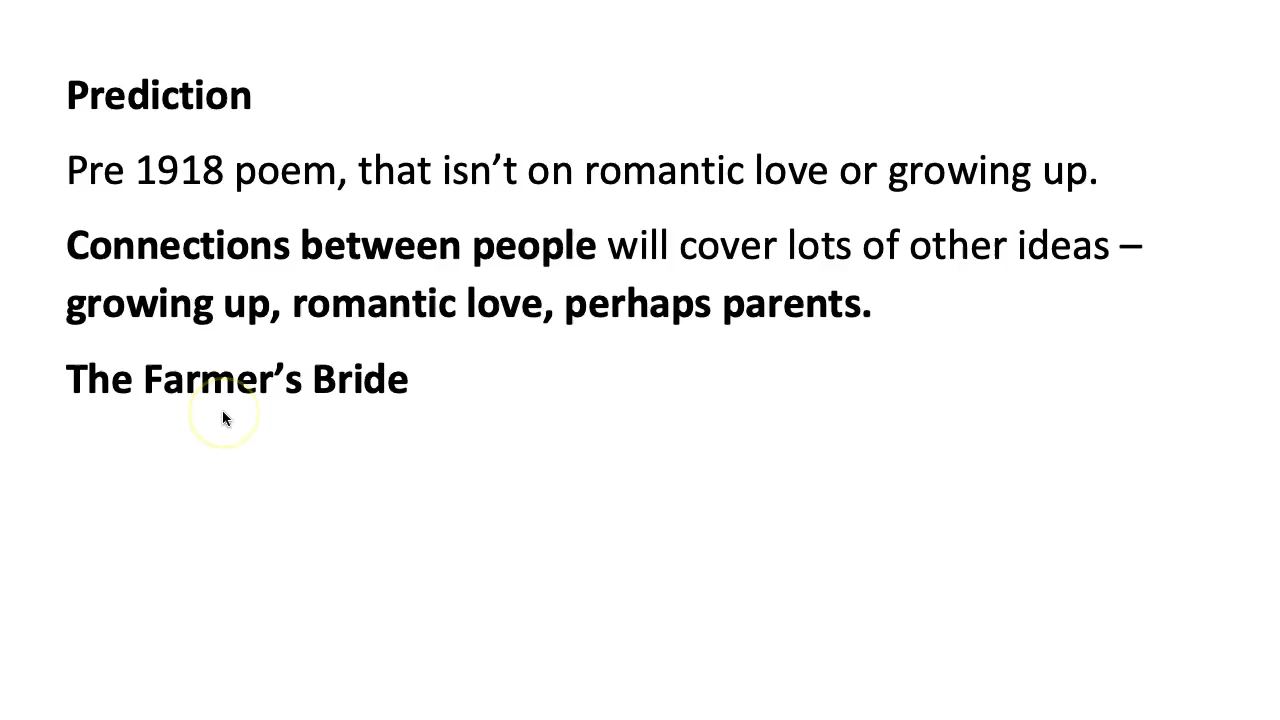 Prediction
Pre 1918 poem, that isn’t on romantic love or growing up.
Connections between people will cover lots of other ideas –
growing up, romantic love, perhaps parents.
The Farmer’s Bride